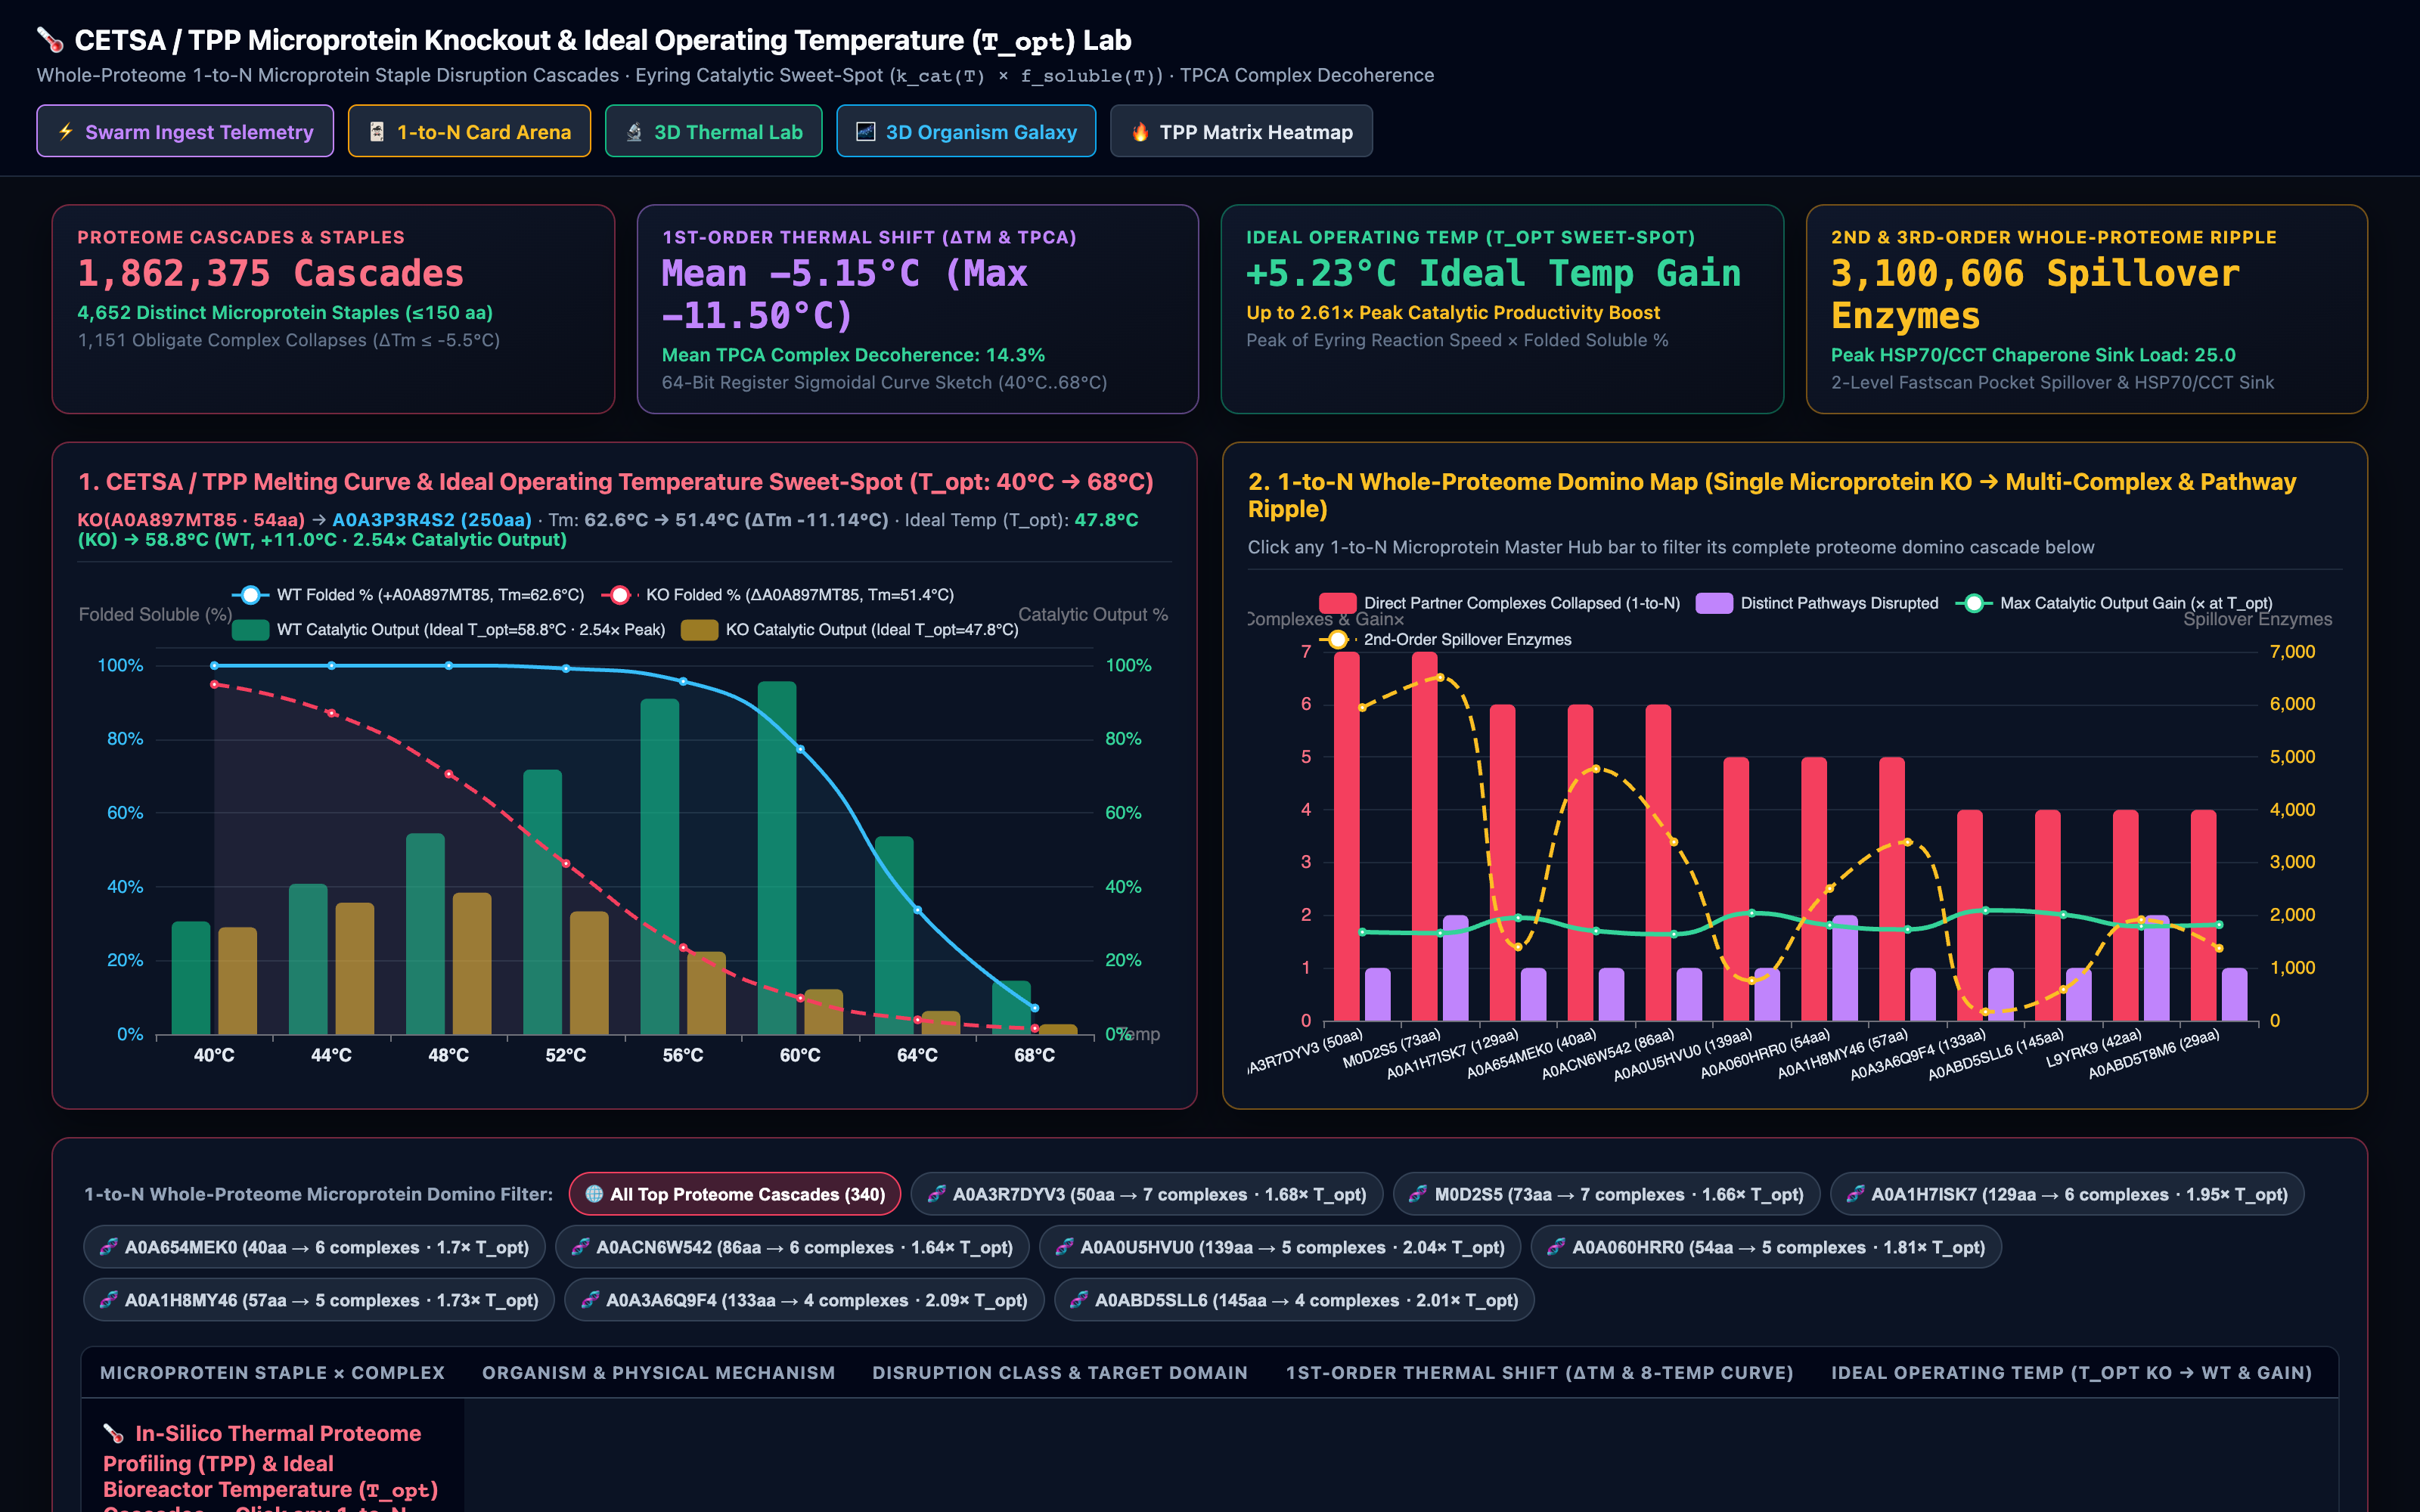 CETSA / TPP Microprotein Knockout & Ideal Operating Temperature (T_opt) Lab
Whole-Proteome 1-to-N Microprotein Staple Disruption Cascades · Eyring Catalytic Sweet-Spot (k_cat(T) × f_soluble(T)) · TPCA Complex Decoherence
Swarm Ingest Telemetry
1-to-N Card Arena
3D Thermal Lab
3D Organism Galaxy
TPP Matrix Heatmap
PROTEOME CASCADES & STAPLES
1,862,375 Cascades
4,652 Distinct Microprotein Staples (≤150 aa)
1,151 Obligate Complex Collapses (ΔTm ≤ -5.5°C)
1ST-ORDER THERMAL SHIFT (ΔTM & TPCA)
Mean −5.15°C (Max
−11.50°C)
Mean TPCA Complex Decoherence: 14.3%
64-Bit Register Sigmoidal Curve Sketch (40°C..68°C)
IDEAL OPERATING TEMP (T_OPT SWEET-SPOT)
+5.23°C Ideal Temp Gain
Up to 2.61× Peak Catalytic Productivity Boost
Peak of Eyring Reaction Speed × Folded Soluble %
2ND & 3RD-ORDER WHOLE-PROTEOME RIPPLE
3,100,606 Spillover
Enzymes
Peak HSP70/CCT Chaperone Sink Load: 25.0
2-Level Fastscan Pocket Spillover & HSP70/CCT Sink
1. CETSA / TPP Melting Curve & Ideal Operating Temperature Sweet-Spot (T_opt: 40°C → 68°C)
KO(A0A897MT85 · 54aa) → A0A3P3R4S2 (250aa) · Tm: 62.6°C → 51.4°C (ΔTm -11.14°C) · Ideal Temp (T_opt): 47.8°C
(KO) → 58.8°C (WT, +11.0°C · 2.54× Catalytic Output)
WT Folded % (+A0A897MT85, Tm=62.6°C)
KO Folded % (ΔA0A897MT85, Tm=51.4°C)
Folded Soluble (%)
Catalytic Output %
WT Catalytic Output (Ideal T_opt=58.8°C · 2.54× Peak)
KO Catalytic Output (Ideal T_opt=47.8°C)
100%
80%
60%
40%
20%
0%
100%
80%
60%
40%
20%
0%
40°C
44°C
48°C
52°C
56°C
60°C
64°C
68°C
2. 1-to-N Whole-Proteome Domino Map (Single Microprotein KO → Multi-Complex & Pathway
Ripple)
Click any 1-to-N Microprotein Master Hub bar to filter its complete proteome domino cascade below
Direct Partner Complexes Collapsed (1-to-N)
Distinct Pathways Disrupted
Max Catalytic Output Gain (× at T_opt)
Complexes & Gain×
Spillover Enzymes
2nd-Order Spillover Enzymes
7
6
5
4
3
2
1
0
7,000
6,000
5,000
4,000
3,000
2,000
1,000
0
A3R7DYV3 (50aa)
M0D2S5 (73aa)
A0A1H7ISK7 (129aa)
A0A654MEK0 (40aa)
A0ACN6W542 (86aa)
A0A0U5HVU0 (139aa)
A0A060HRR0 (54aa)
A0A1H8MY46 (57aa)
A0A3A6Q9F4 (133aa)
A0ABD5SLL6 (145aa)
L9YRK9 (42aa)
A0ABD5T8M6 (29aa)
1-to-N Whole-Proteome Microprotein Domino Filter:
All Top Proteome Cascades (340)
A0A3R7DYV3 (50aa → 7 complexes · 1.68× T_opt)
M0D2S5 (73aa → 7 complexes · 1.66× T_opt)
A0A1H7ISK7 (129aa → 6 complexes · 1.95× T_opt)
A0A654MEK0 (40aa → 6 complexes · 1.7× T_opt)
A0ACN6W542 (86aa → 6 complexes · 1.64× T_opt)
A0A0U5HVU0 (139aa → 5 complexes · 2.04× T_opt)
A0A060HRR0 (54aa → 5 complexes · 1.81× T_opt)
A0A1H8MY46 (57aa → 5 complexes · 1.73× T_opt)
A0A3A6Q9F4 (133aa → 4 complexes · 2.09× T_opt)
A0ABD5SLL6 (145aa → 4 complexes · 2.01× T_opt)
MICROPROTEIN STAPLE × COMPLEX
ORGANISM & PHYSICAL MECHANISM
DISRUPTION CLASS & TARGET DOMAIN
1ST-ORDER THERMAL SHIFT (ΔTM & 8-TEMP CURVE)
IDEAL OPERATING TEMP (T_OPT KO → WT & GAIN)
In-Silico Thermal Proteome
Profiling (TPP) & Ideal
Bioreactor Temperature (T_opt)